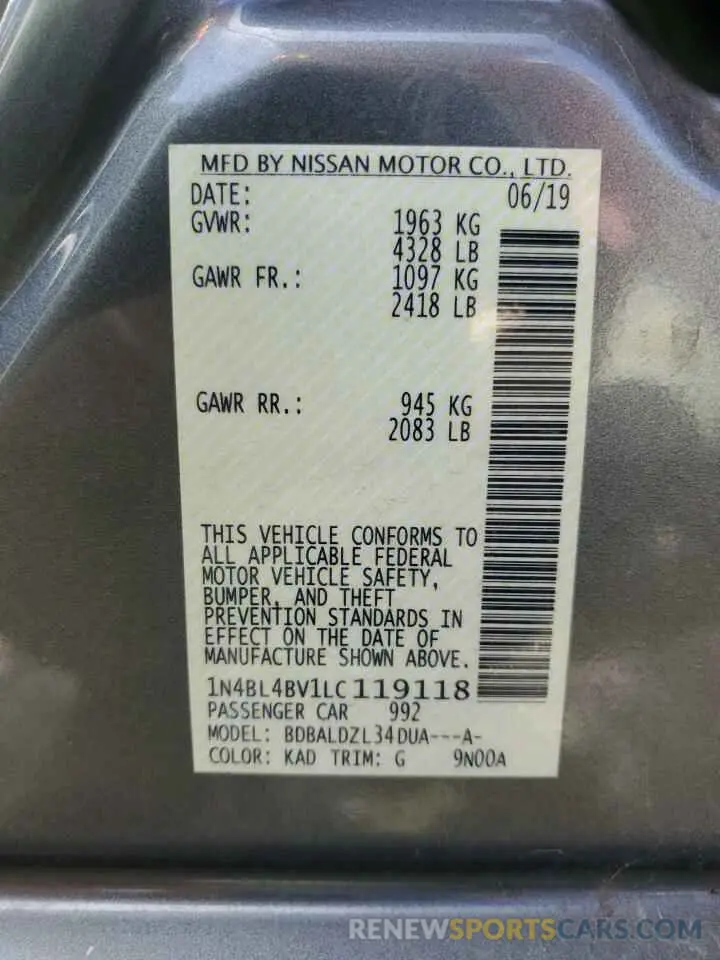 MFD BY NISSAN MOTOR CO., LTD.
DATE: 06/19
GVWR: 1963 KG
4328 LB
GAWR FR.: 1097 KG
2418 LB
GAWR RR.: 945 KG
2083 LB
THIS VEHICLE CONFORMS TO
ALL APPLICABLE FEDERAL
MOTOR VEHICLE SAFETY,
BUMPER, AND THEFT
PREVENTION STANDARDS IN
EFFECT ON THE DATE OF
MANUFACTURE SHOWN ABOVE.
1N4BL4BV1LC119118
PASSENGER CAR 992
MODEL: BDBALDZL34DUA---A-
COLOR: KAD TRIM: G 9N00A
RENEWSPORTSCARS.COM